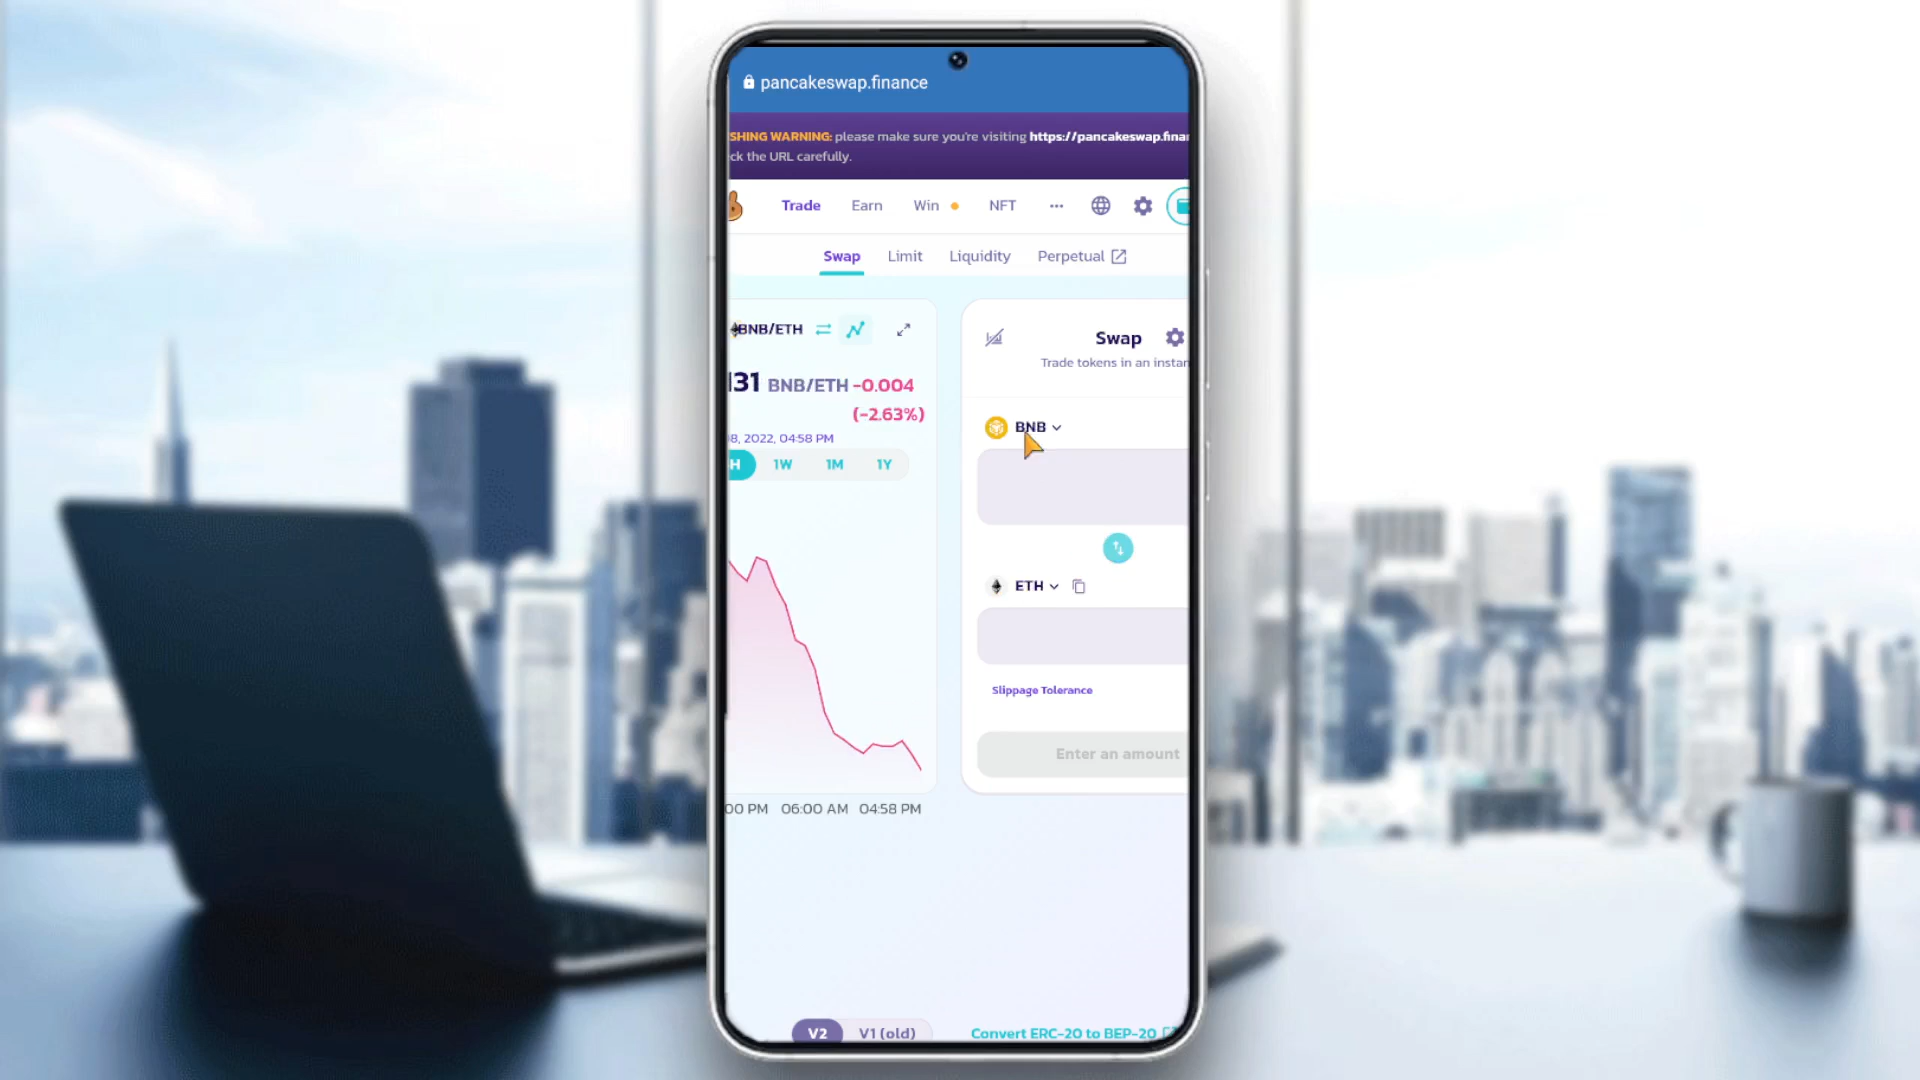 pancakeswap.finance
SHING WARNING: please make sure you're visiting https://pancakeswap.finan
ck the URL carefully.
Trade Earn Win NFT ...
Swap Limit Liquidity Perpetual
BNB/ETH
131 BNB/ETH -0.004
(-2.63%)
8, 2022, 04:58 PM
H 1W 1M 1Y
00 PM 06:00 AM 04:58 PM
Swap
Trade tokens in an instan
BNB
ETH
Slippage Tolerance
Enter an amount
V2 V1 (old)
Convert ERC-20 to BEP-20